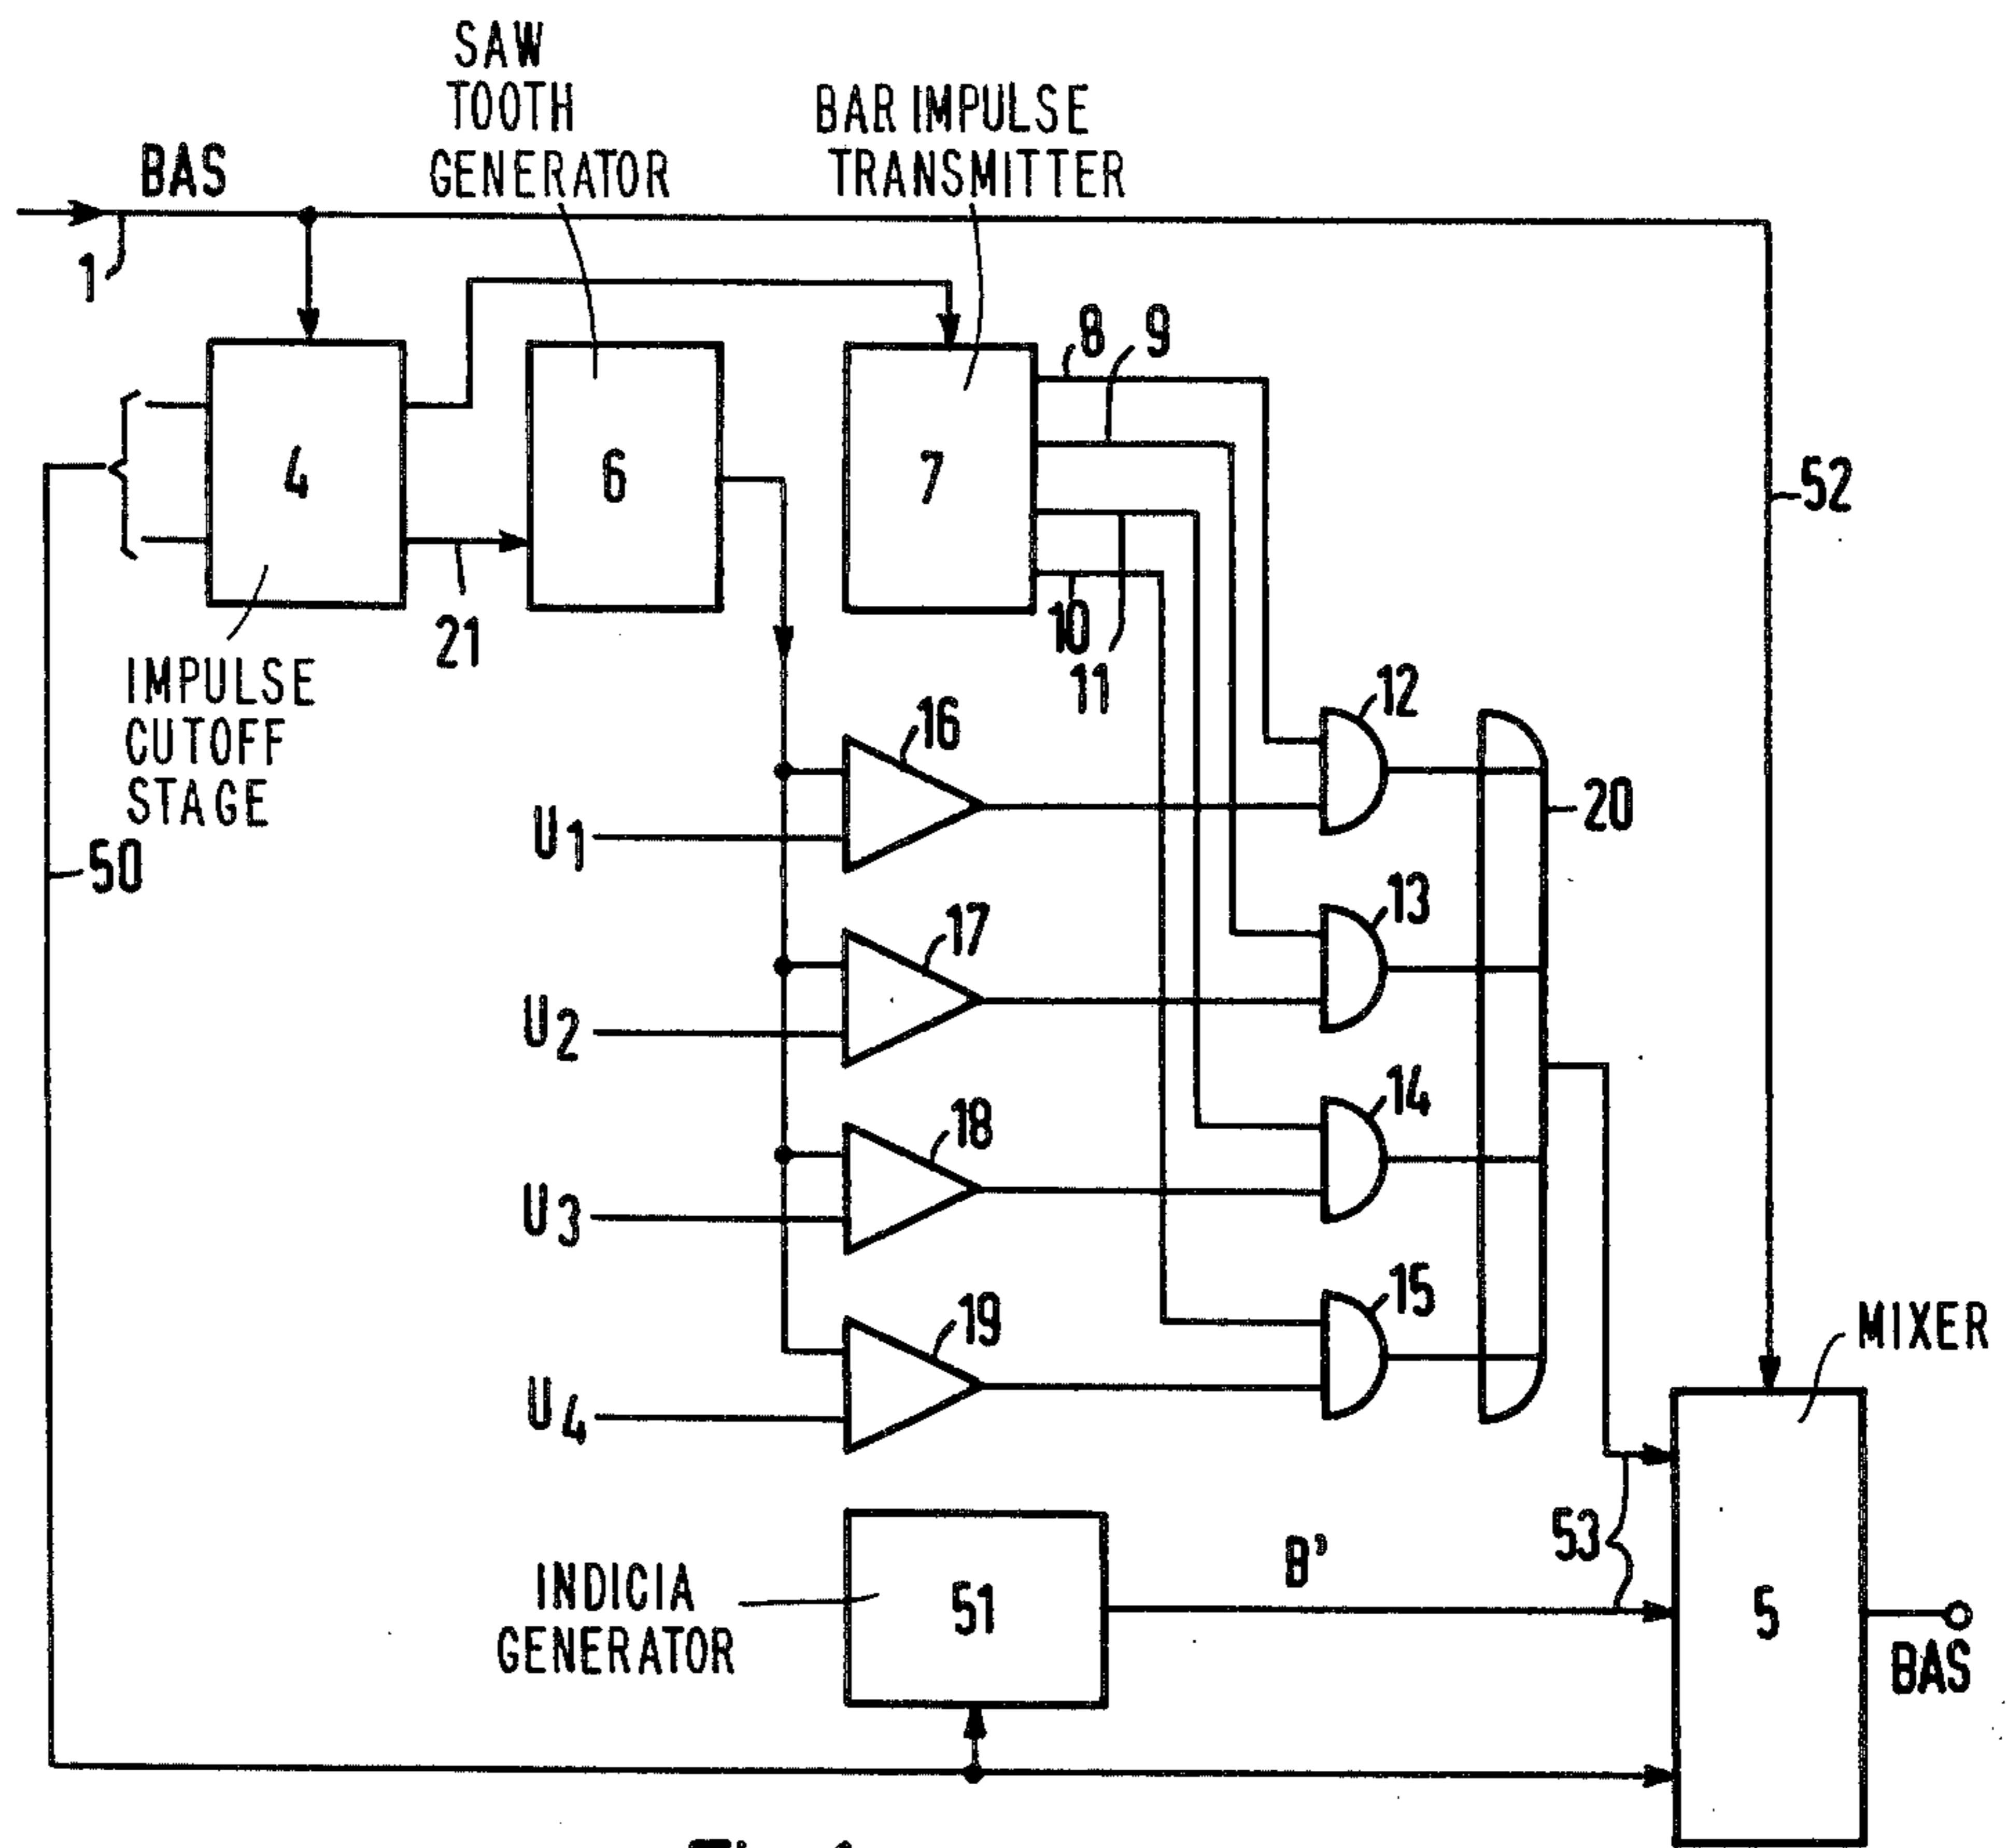 SAW
TOOTH
GENERATOR
BAR IMPULSE
TRANSMITTER
BAS
1
8
9
4
6
7
52
21
10
11
IMPULSE
CUTOFF
STAGE
50
12
16
20
U1
13
17
U2
14
18
U3
15
19
MIXER
U4
53
B'
INDICIA
GENERATOR
51
5
BAS